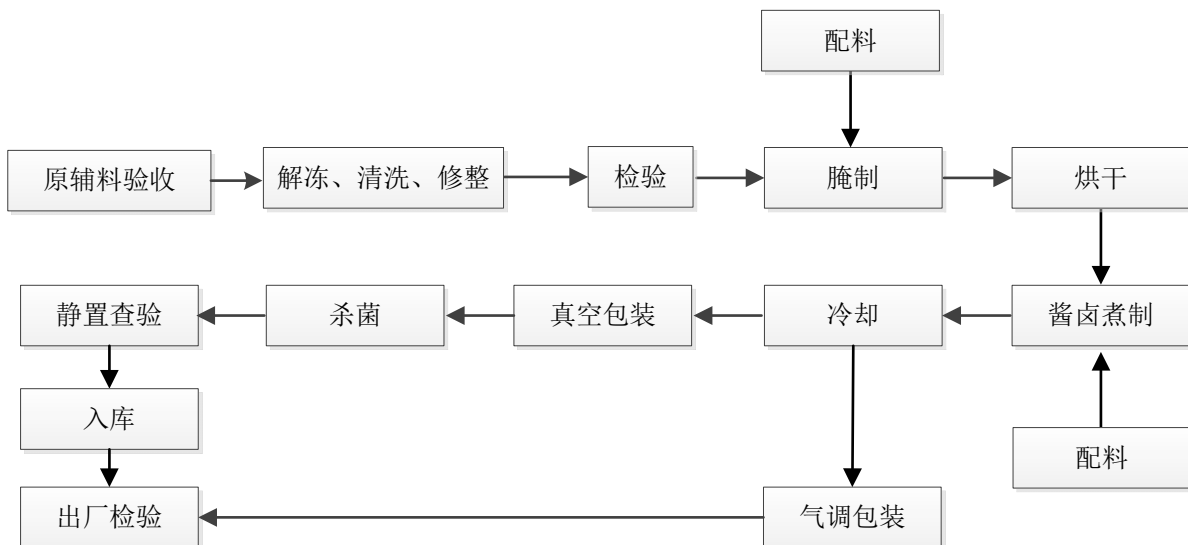 配料
原辅料验收
解冻、清洗、修整
检验
腌制
烘干
静置查验
杀菌
真空包装
冷却
酱卤煮制
入库
配料
出厂检验
气调包装